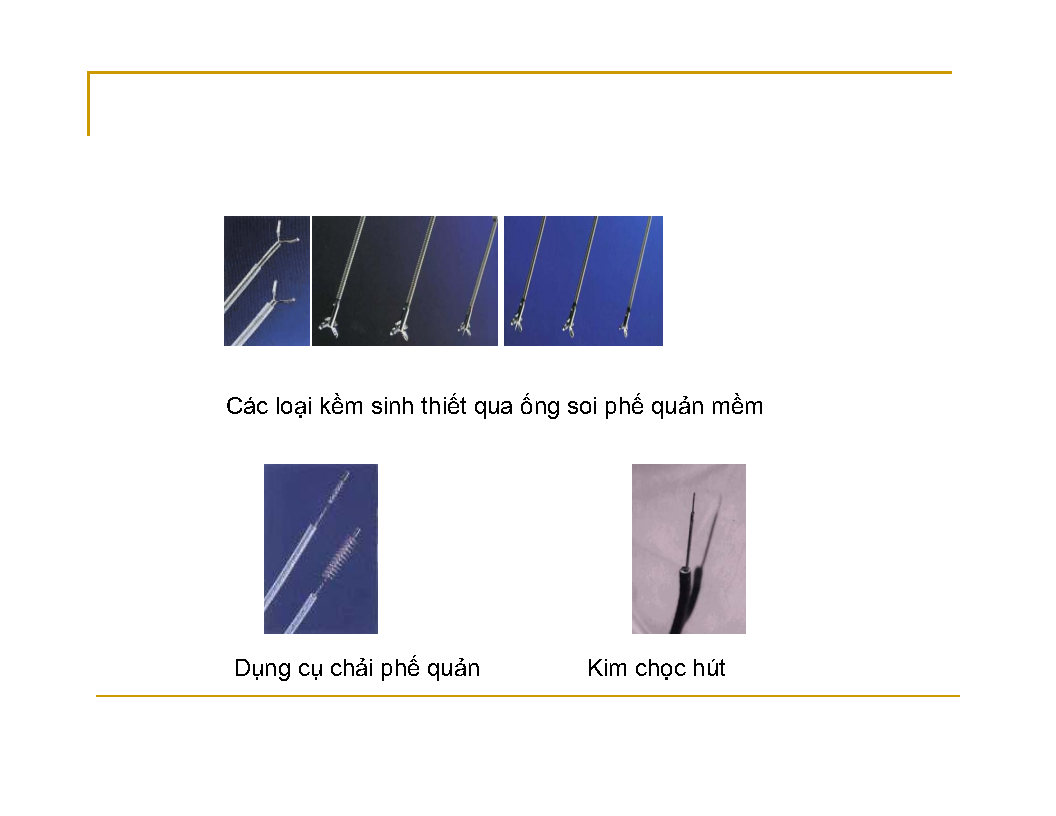 Các loại kềm sinh thiết qua ống soi phế quản mềm
Dụng cụ chải phế quản
Kim chọc hút